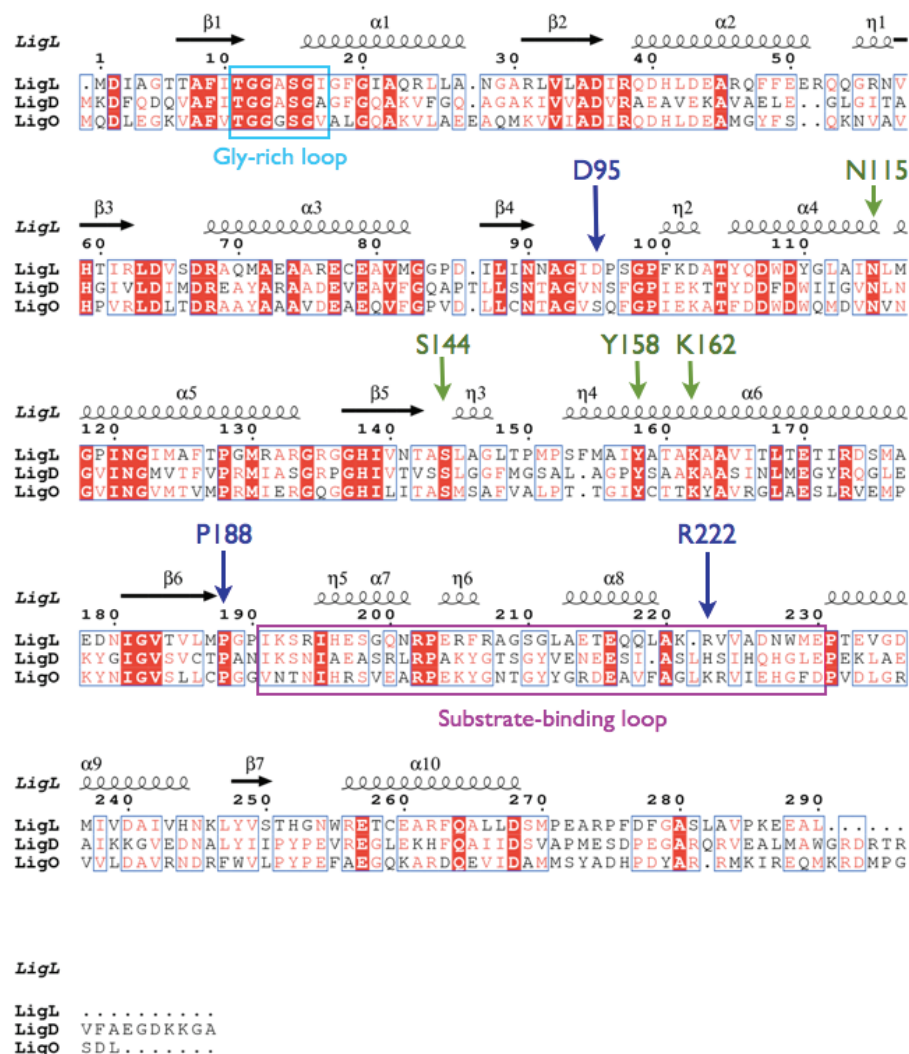 β1 α1 β2 α2 η1
LigL
1 10 20 30 40 50
LigL .MDIAGTTAFITGGASGIGFGIAQRLLA.NGARLVLADIRQDHLDEARQFFEERQQGRNV
LigD MKDFQDQVAFITGGASGAGFGQAKVFGQ.AGAKIVVADVRAEAVEKAVAELE..GLGITA
LigO MQDLEGKVAFVTGGGSGVALGQAKVLAEEAQMKVVIADIRQDHLDEAMGYFS..QKNVAV
Gly-rich loop
D95 N115
β3 α3 β4 η2 α4
LigL
60 70 80 90 100 110
LigL HTIRLDVSDRAQMAEAARECEAVMGGPD.ILINNAGIDPSGPFKDATYQDWDYGLAINLM
LigD HGIVLDIMDREAYARAADEVEAVFGQAPTLLSNTAGVNSFGPIEKTTYDDFDWIIGVNLN
LigO HPVRLDLTDRAAYAAAVDEAEQVFGPVD.LLCNTAGVSQFGPIEKATFDDWDWQMDVNVN
S144 Y158 K162
α5 β5 η3 η4 α6
LigL
120 130 140 150 160 170
LigL GPINGIMAFTPGMRARGRGGHIVNTASLAGLTPMPSFMAIYATAKAAVITLTETIRDSMA
LigD GVINGMVTFVPRMIASGRPGHIVTVSSLGGFMGSAL.AGPYSAAKAASINLMEGYRQGLE
LigO GVINGVMTVMPRMIERGQGGHILITASMSAFVALPT.TGIYCTTKYAVRGLAESLRVEMP
P188 R222
β6 η5 α7 η6 α8
LigL
180 190 200 210 220 230
LigL EDNIGVTVLMPGPIKSRIHESGQNRPERFRAGSGLAETEQQLAK.RVVADNWMEPTEVGD
LigD KYGIGVSVCTPANIKSNIAEASRLRPAKYGTSGYVENEESI.ASLHSIHQHGLEPEKLAE
LigO KYNIGVSLLCPGGVNTNIHRSVEARPEKYGNTGYGRDEAVFAGLKRVIEHGFDPVDLGR
Substrate-binding loop
α9 β7 α10
LigL
240 250 260 270 280 290
LigL MIVDAIVHNKLYVSTHGNWRETCEARFQALLDSMPEARPFDFGASLAVPKEEAL.....
LigD AIKKGVEDNALYIIPYPEVREGLEKHFQAIIDSVAPMESDPEGARQRVEALMAWGRDRTR
LigO VVLDAVRNDRFWVLPYPEFAEGQKARDQEVIDAMMSYADHPDYAR.RMKIREQMKRDMPG
LigL
LigL ..........
LigD VFAEGDKKGA
LigO SDL.......